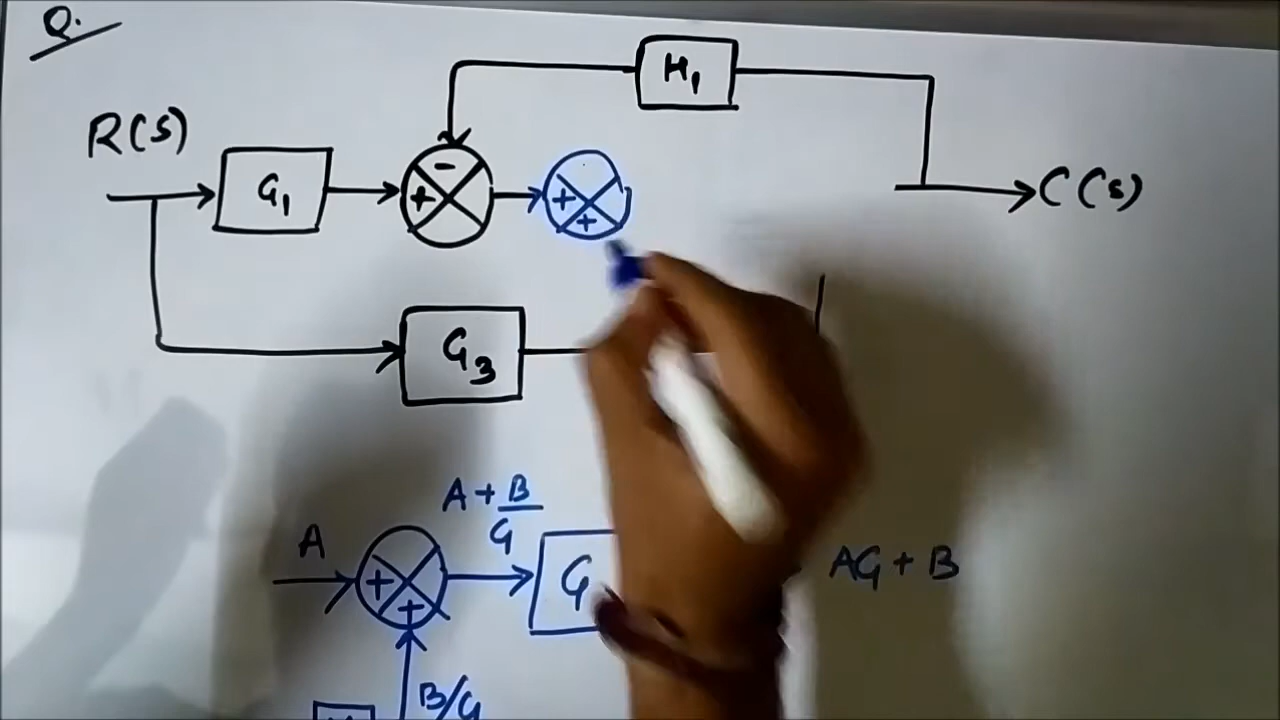 Q.
H1
R(S)
G1
-
+
+
+
C(s)
G3
A + B/G
A
+
+
G
AG + B
B/G